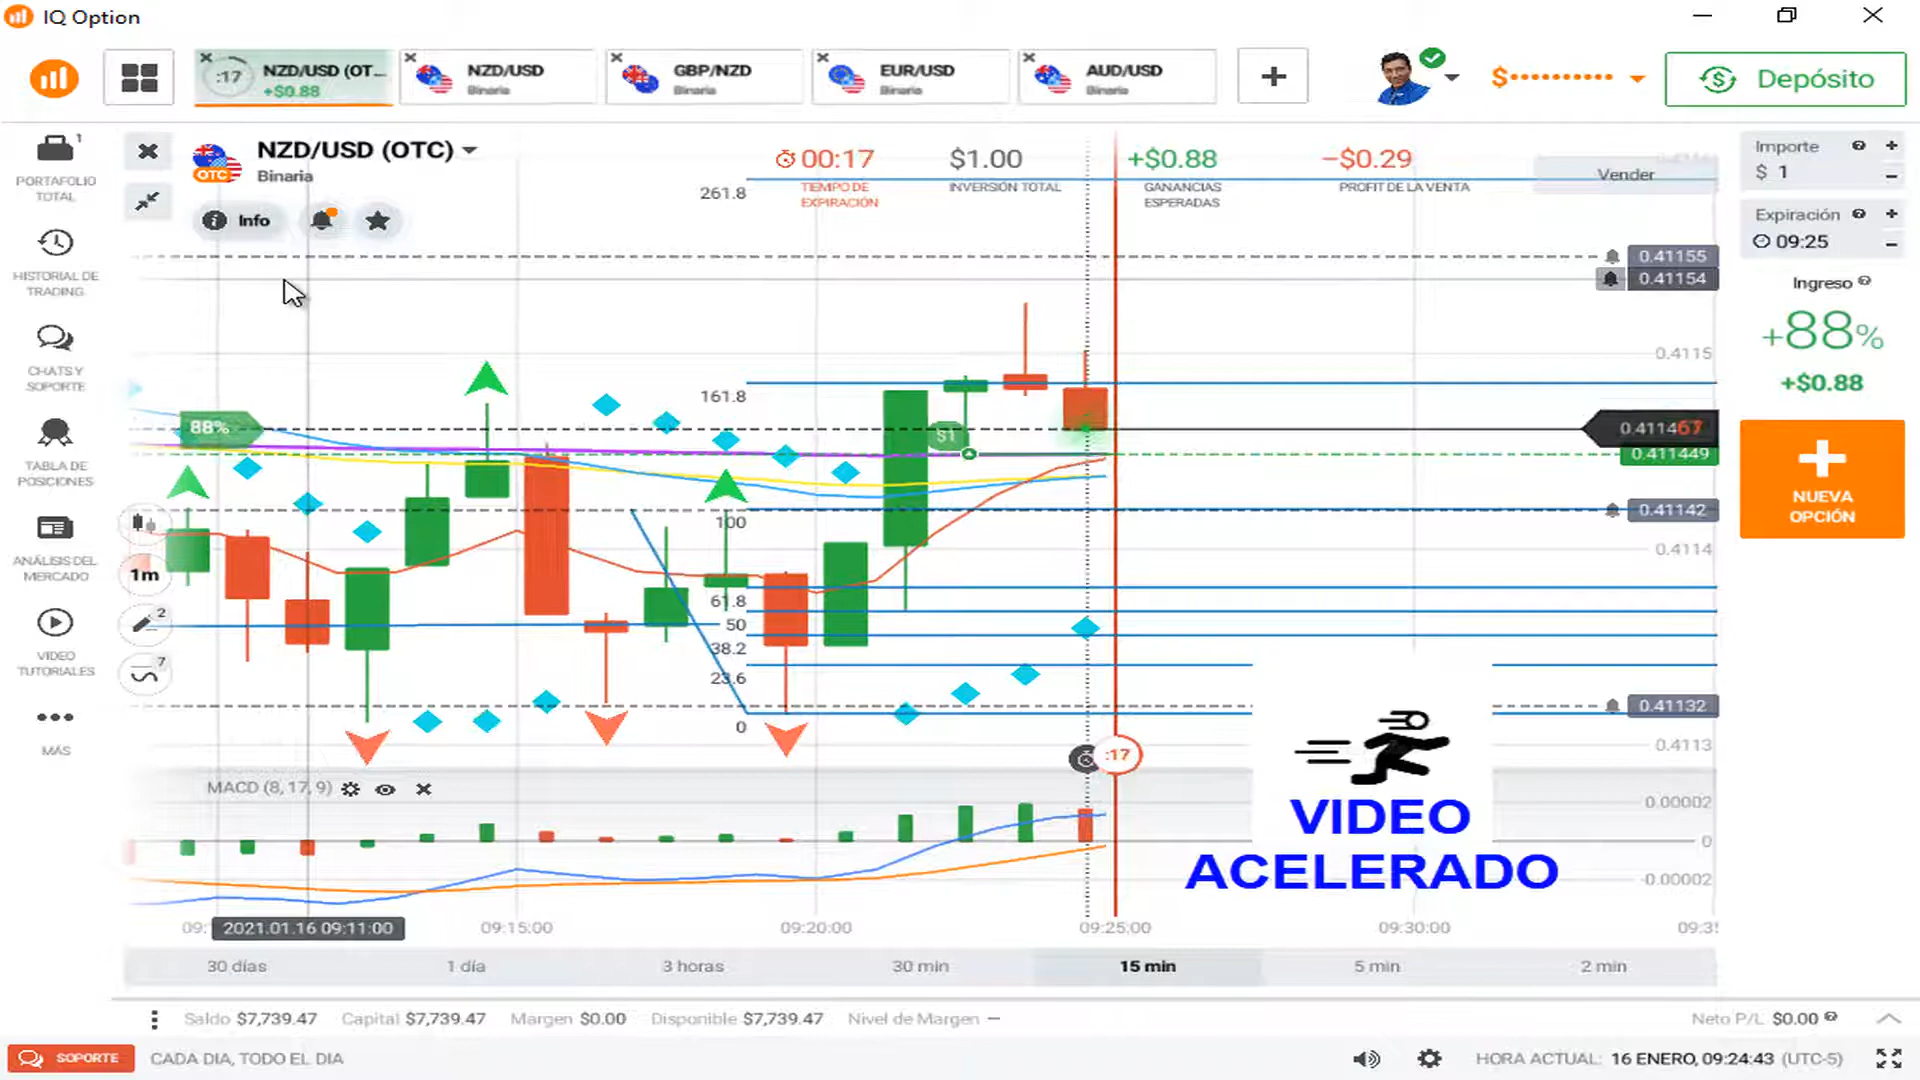 IQ Option
:17
NZD/USD (OT...
+$0.88
NZD/USD
Binaria
GBP/NZD
Binaria
EUR/USD
Binaria
AUD/USD
Binaria
Depósito
1
PORTAFOLIO
TOTAL
HISTORIAL DE
TRADING
CHATS Y
SOPORTE
TABLA DE
POSICIONES
ANÁLISIS DEL
MERCADO
VIDEO
TUTORIALES
MÁS
NZD/USD (OTC)
OTC
Binaria
Info
00:17
TIEMPO DE
EXPIRACIÓN
$1.00
INVERSIÓN TOTAL
+$0.88
GANANCIAS
ESPERADAS
−$0.29
PROFIT DE LA VENTA
Vender
Importe
$ 1
Expiración
09:25
Ingreso
+88%
+$0.88
NUEVA
OPCIÓN
261.8
161.8
100
61.8
50
38.2
23.6
0
88%
$1
1m
2
7
0.41155
0.41154
0.4115
0.411449
0.41142
0.4114
0.41132
0.4113
:17
MACD (8, 17, 9)
0.00002
0
-0.00002
VIDEO
ACELERADO
2021.01.16 09:11:00
09:15:00
09:20:00
09:25:00
09:30:00
30 días
1 día
3 horas
30 min
15 min
5 min
2 min
Saldo $7,739.47
Capital $7,739.47
Margen $0.00
Disponible $7,739.47
Nivel de Margen —
Neto P/L $0.00
SOPORTE
CADA DIA, TODO EL DIA
HORA ACTUAL: 16 ENERO, 09:24:43 (UTC-5)